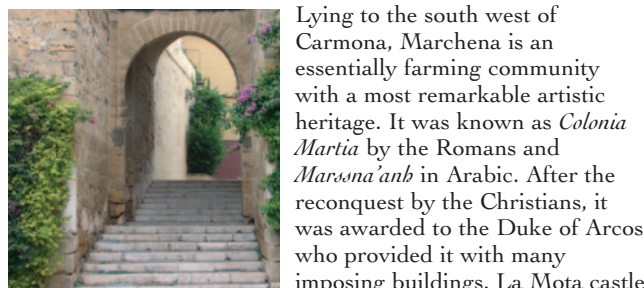 Lying to the south west of
Carmona, Marchena is an
essentially farming community
with a most remarkable artistic
heritage. It was known as Colonia
Martia by the Romans and
Marssna'anh in Arabic. After the
reconquest by the Christians, it
was awarded to the Duke of Arcos
who provided it with many
imposing buildings. La Mota castle